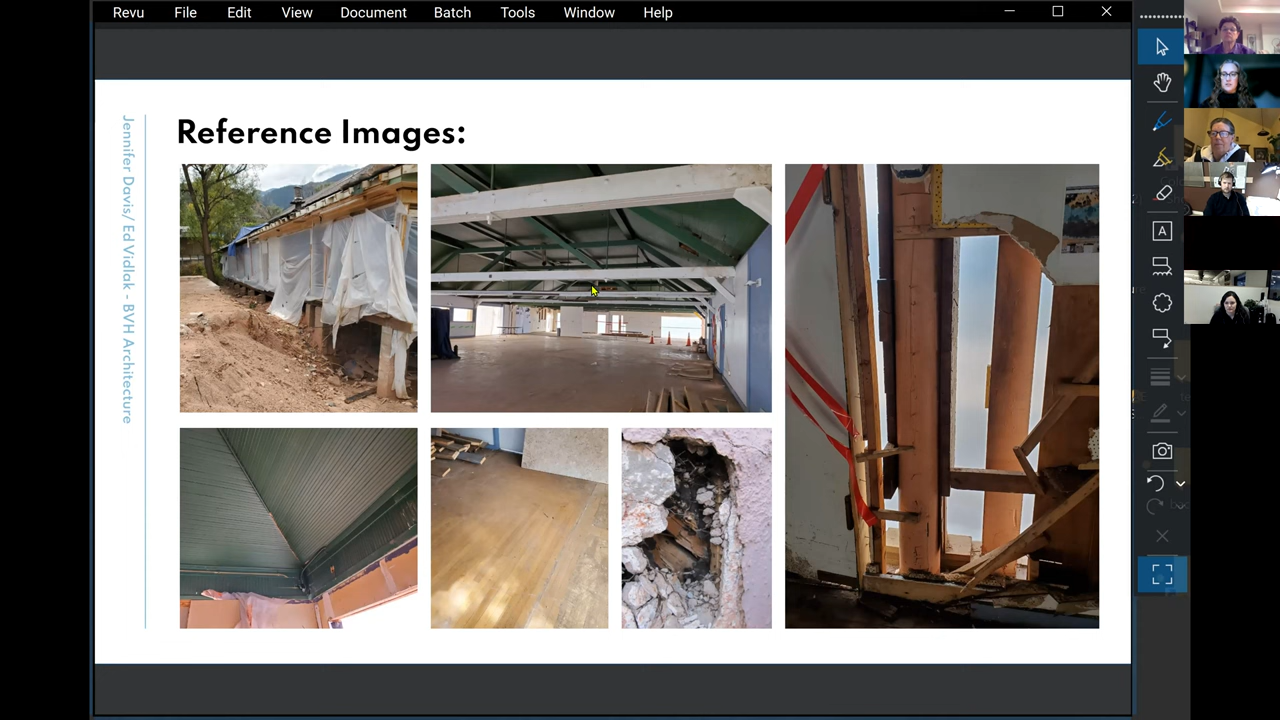 Revu File Edit View Document Batch Tools Window Help
Reference Images:
Jennifer Davis/ Ed Vidlak - BVH Architecture
A